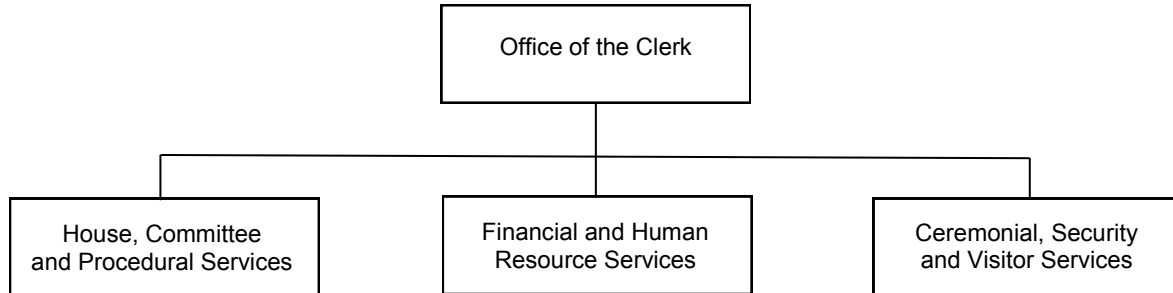 Office of the Clerk
House, Committee
and Procedural Services
Financial and Human
Resource Services
Ceremonial, Security
and Visitor Services